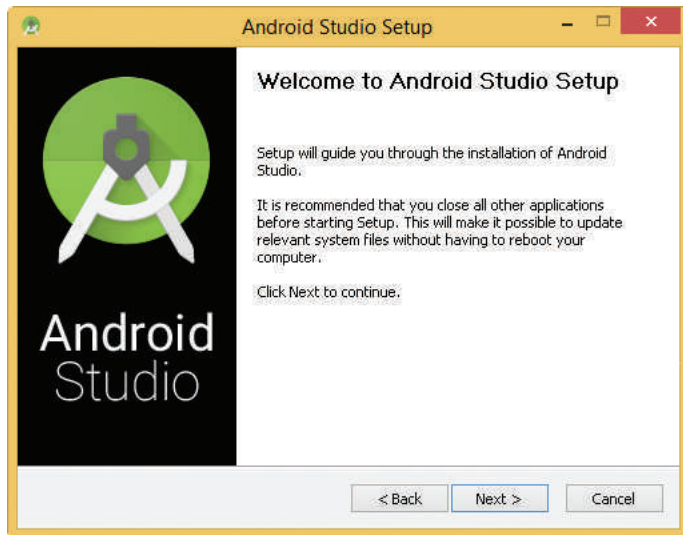 Android Studio Setup
Welcome to Android Studio Setup
Setup will guide you through the installation of Android
Studio.
It is recommended that you close all other applications
before starting Setup. This will make it possible to update
relevant system files without having to reboot your
computer.
Click Next to continue.
Android
Studio
< Back Next > Cancel